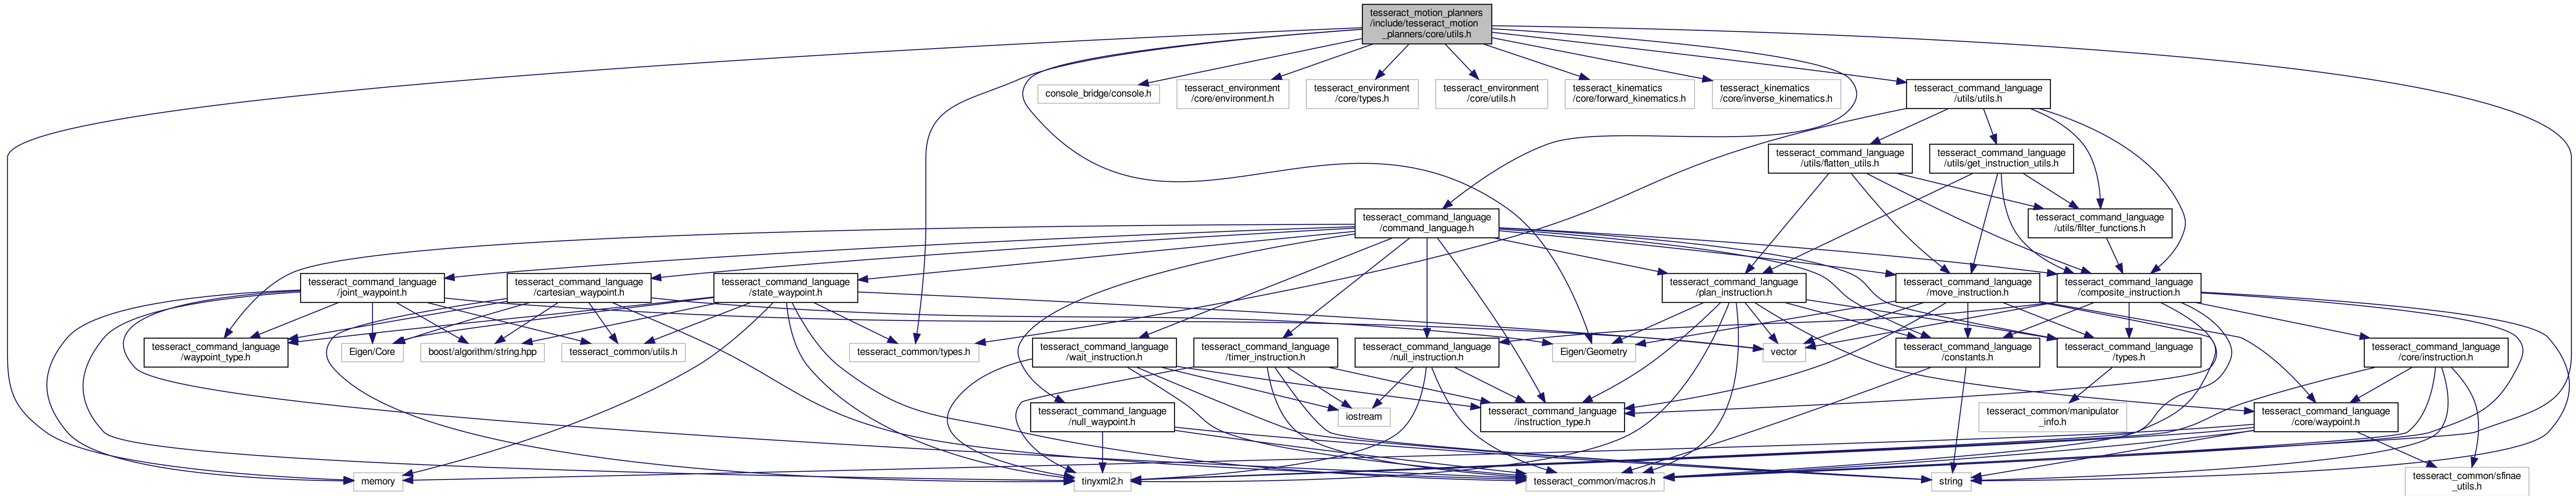 tesseract_motion_planners
/include/tesseract_motion
_planners/core/utils.h
console_bridge/console.h
tesseract_environment
/core/environment.h
tesseract_environment
/core/types.h
tesseract_environment
/core/utils.h
tesseract_kinematics
/core/forward_kinematics.h
tesseract_kinematics
/core/inverse_kinematics.h
tesseract_command_language
/utils/utils.h
tesseract_command_language
/utils/flatten_utils.h
tesseract_command_language
/utils/get_instruction_utils.h
tesseract_command_language
/command_language.h
tesseract_command_language
/utils/filter_functions.h
tesseract_command_language
/joint_waypoint.h
tesseract_command_language
/cartesian_waypoint.h
tesseract_command_language
/state_waypoint.h
tesseract_command_language
/plan_instruction.h
tesseract_command_language
/move_instruction.h
tesseract_command_language
/composite_instruction.h
tesseract_command_language
/waypoint_type.h
Eigen/Core
boost/algorithm/string.hpp
tesseract_common/utils.h
tesseract_common/types.h
tesseract_command_language
/wait_instruction.h
tesseract_command_language
/timer_instruction.h
tesseract_command_language
/null_instruction.h
Eigen/Geometry
vector
tesseract_command_language
/constants.h
tesseract_command_language
/types.h
tesseract_command_language
/core/instruction.h
tesseract_command_language
/null_waypoint.h
iostream
tesseract_command_language
/instruction_type.h
tesseract_common/manipulator
_info.h
tesseract_command_language
/core/waypoint.h
memory
tinyxml2.h
tesseract_common/macros.h
string
tesseract_common/sfinae
_utils.h